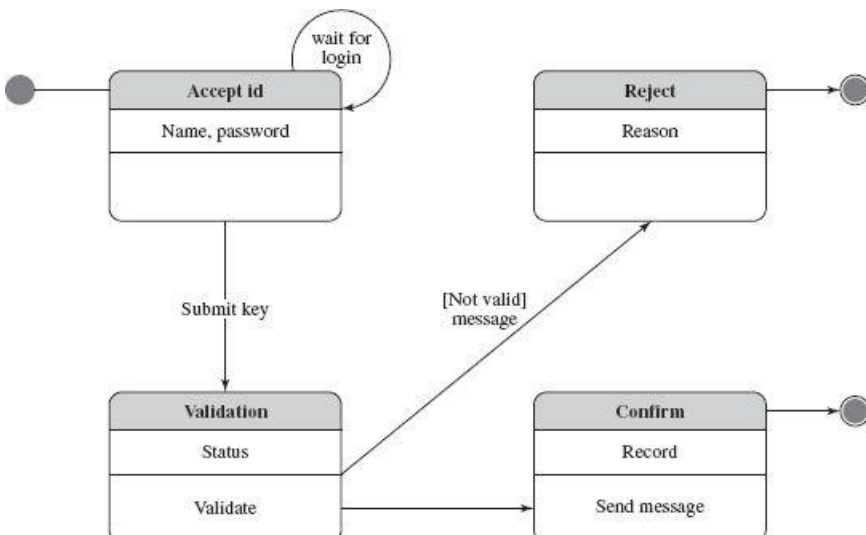 wait for
login
Accept id
Name, password
Reject
Reason
Submit key
[Not valid]
message
Validation
Status
Validate
Confirm
Record
Send message